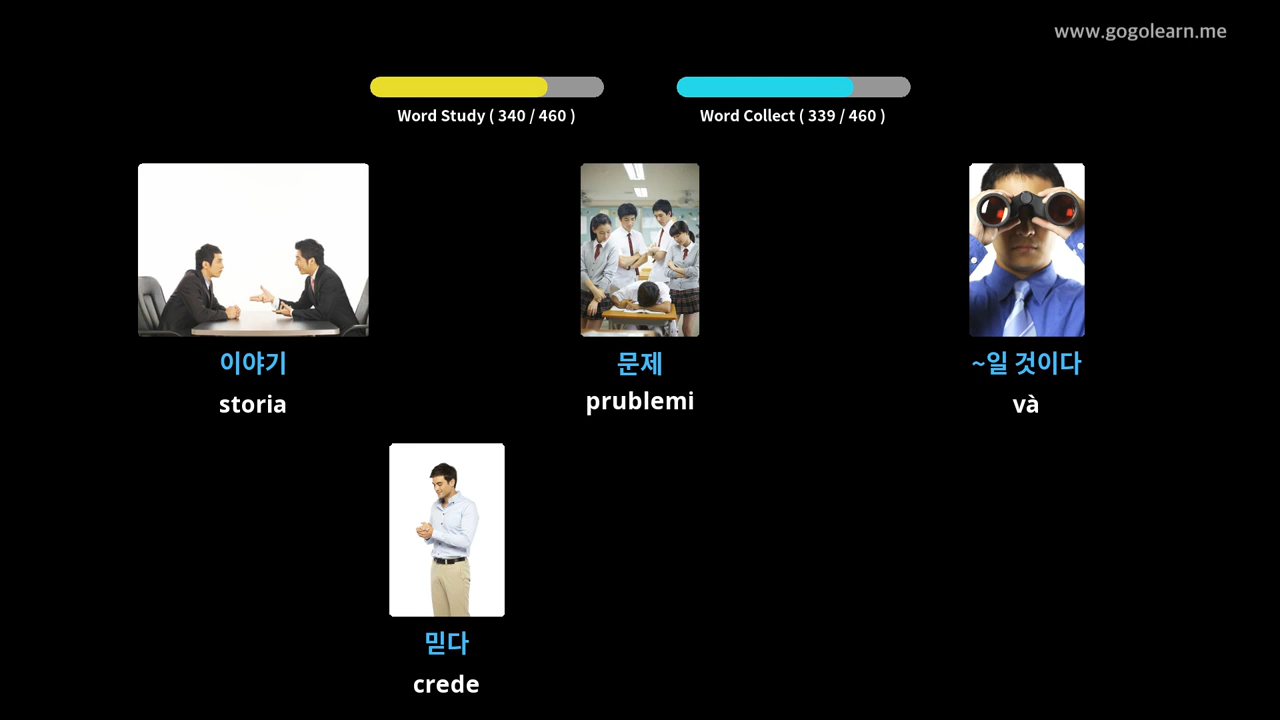 www.gogolearn.me
Word Study ( 340 / 460 )
Word Collect ( 339 / 460 )
이야기
storia
문제
prublemi
~일 것이다
và
믿다
crede